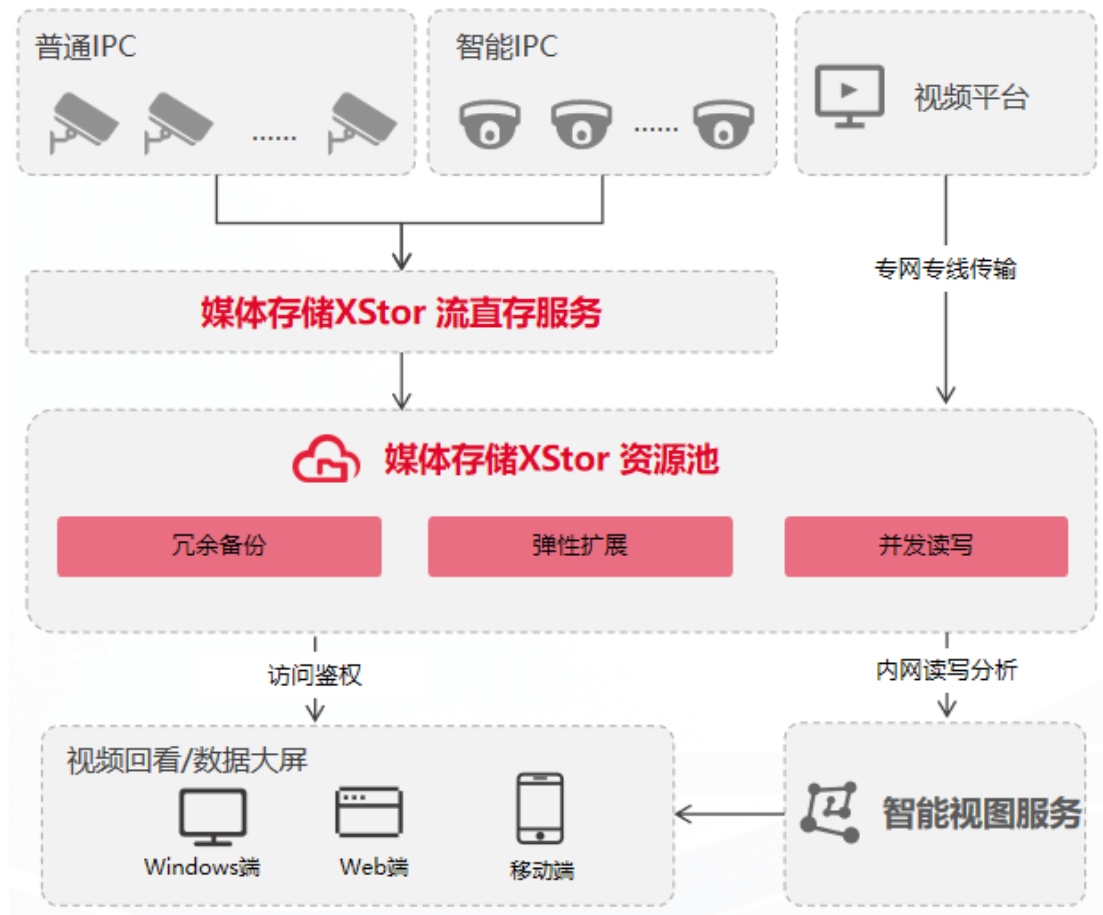 普通IPC
智能IPC
视频平台
......
......
专网专线传输
媒体存储XStor 流直存服务
媒体存储XStor 资源池
冗余备份
弹性扩展
并发读写
访问鉴权
内网读写分析
视频回看/数据大屏
Windows端
Web端
移动端
智能视图服务